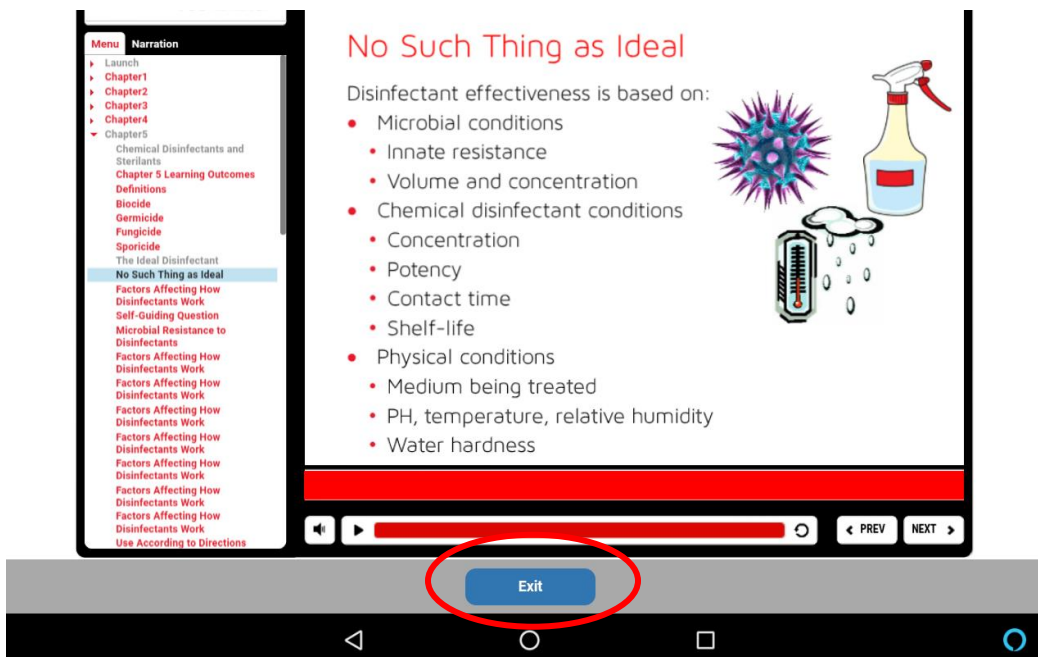 Menu Narration
Launch
Chapter1
Chapter2
Chapter3
Chapter4
Chapter5
Chemical Disinfectants and
Sterilants
Chapter 5 Learning Outcomes
Definitions
Biocide
Germicide
Fungicide
Sporicide
The Ideal Disinfectant
No Such Thing as Ideal
Factors Affecting How
Disinfectants Work
Self-Guiding Question
Microbial Resistance to
Disinfectants
Factors Affecting How
Disinfectants Work
Factors Affecting How
Disinfectants Work
Factors Affecting How
Disinfectants Work
Factors Affecting How
Disinfectants Work
Factors Affecting How
Disinfectants Work
Factors Affecting How
Disinfectants Work
Factors Affecting How
Disinfectants Work
Use According to Directions
No Such Thing as Ideal
Disinfectant effectiveness is based on:
• Microbial conditions
• Innate resistance
• Volume and concentration
• Chemical disinfectant conditions
• Concentration
• Potency
• Contact time
• Shelf-life
• Physical conditions
• Medium being treated
• PH, temperature, relative humidity
• Water hardness
PREV NEXT
Exit